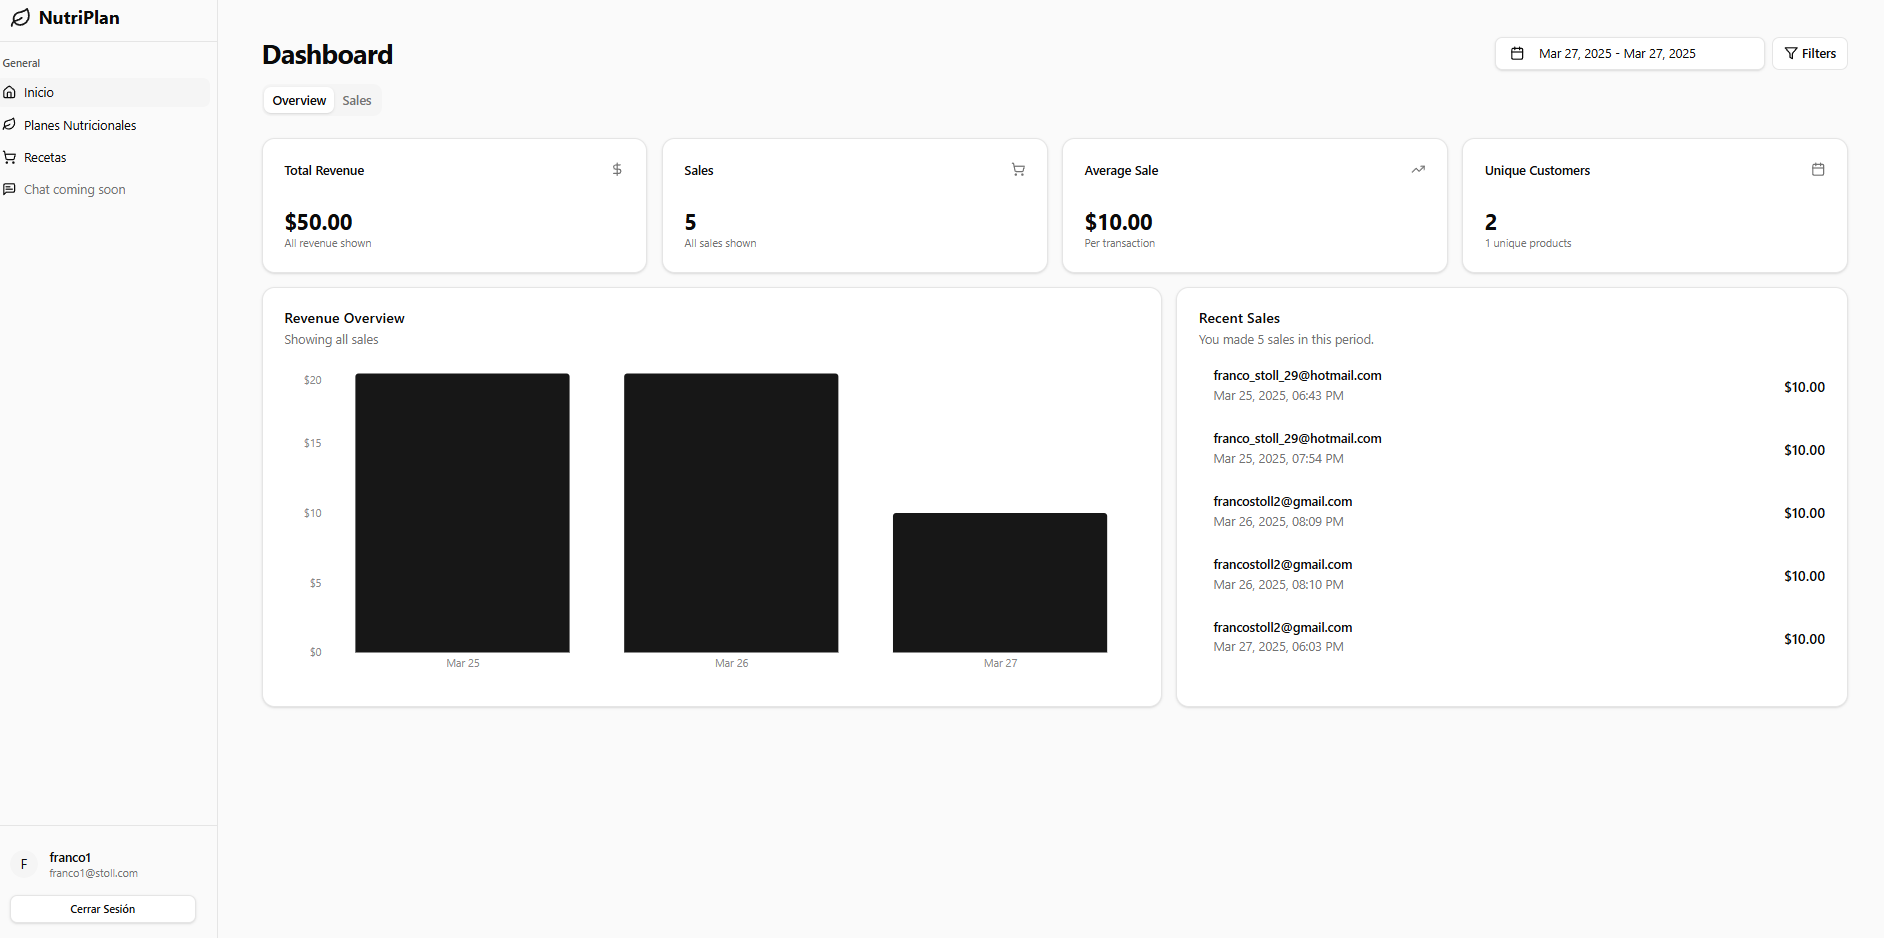 NutriPlan
General
Inicio
Planes Nutricionales
Recetas
Chat coming soon
franco1
F
franco1@stoll.com
Cerrar Sesión
Dashboard
Mar 27, 2025 - Mar 27, 2025
Filters
Overview Sales
Total Revenue
$50.00
All revenue shown
Sales
5
All sales shown
Average Sale
$10.00
Per transaction
Unique Customers
2
1 unique products
Revenue Overview
Showing all sales
$20
$15
$10
$5
$0
Mar 25 Mar 26 Mar 27
Recent Sales
You made 5 sales in this period.
franco_stoll_29@hotmail.com
Mar 25, 2025, 06:43 PM
$10.00
franco_stoll_29@hotmail.com
Mar 25, 2025, 07:54 PM
$10.00
francostoll2@gmail.com
Mar 26, 2025, 08:09 PM
$10.00
francostoll2@gmail.com
Mar 26, 2025, 08:10 PM
$10.00
francostoll2@gmail.com
Mar 27, 2025, 06:03 PM
$10.00